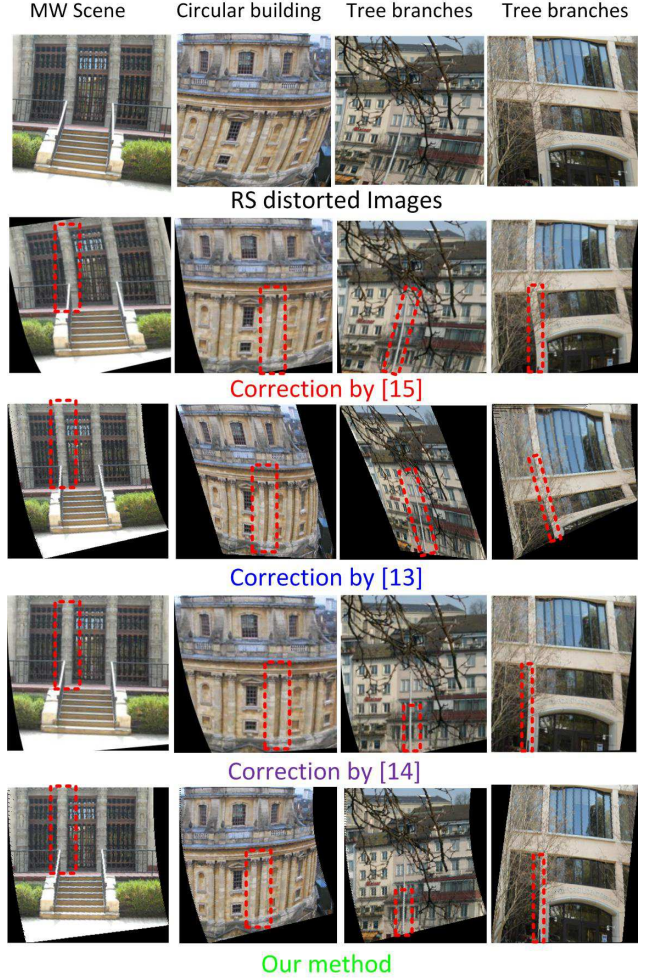 MW Scene Circular building Tree branches Tree branches
RS distorted Images
Correction by [15]
Correction by [13]
Correction by [14]
Our method